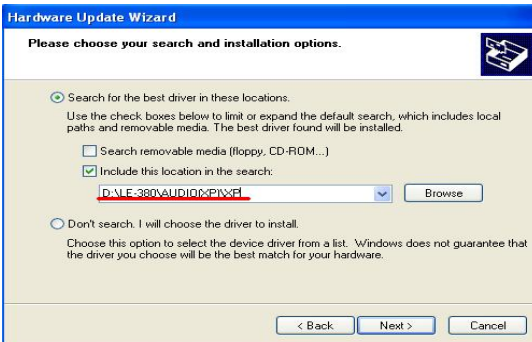 Hardware Update Wizard
Please choose your search and installation options.
Search for the best driver in these locations.
Use the check boxes below to limit or expand the default search, which includes local
paths and removable media. The best driver found will be installed.
Search removable media (floppy, CD-ROM...)
Include this location in the search:
D:\LE-380\AUDIO(XP)\XP
Browse
Don't search. I will choose the driver to install.
Choose this option to select the device driver from a list. Windows does not guarantee that
the driver you choose will be the best match for your hardware.
< Back
Next >
Cancel